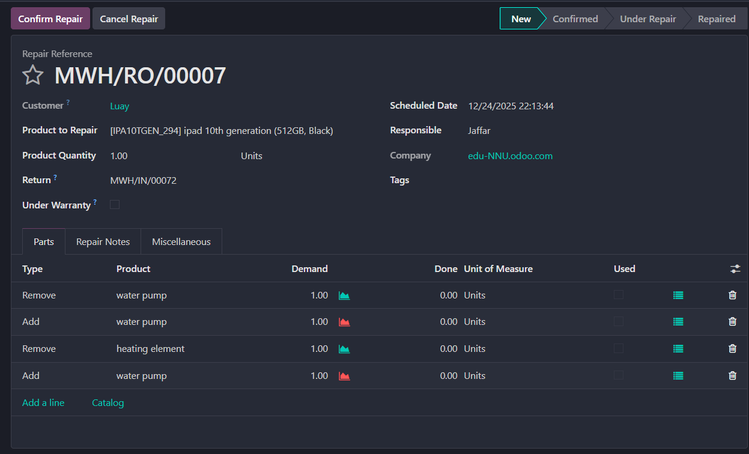 Confirm Repair Cancel Repair New Confirmed Under Repair Repaired
Repair Reference
MWH/RO/00007
Customer ? Luay Scheduled Date 12/24/2025 22:13:44
Product to Repair [IPA10TGEN_294] ipad 10th generation (512GB, Black) Responsible Jaffar
Product Quantity 1.00 Units Company edu-NNU.odoo.com
Return ? MWH/IN/00072 Tags
Under Warranty ?
Parts Repair Notes Miscellaneous
Type Product Demand Done Unit of Measure Used
Remove water pump 1.00 0.00 Units
Add water pump 1.00 0.00 Units
Remove heating element 1.00 0.00 Units
Add water pump 1.00 0.00 Units
Add a line Catalog